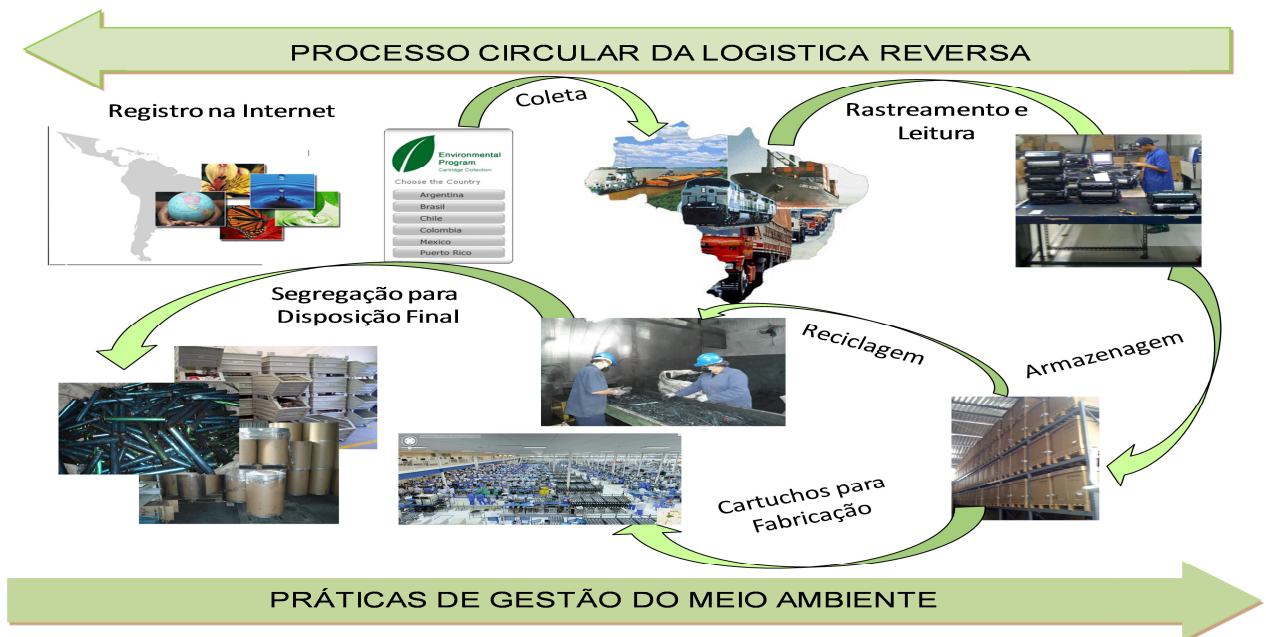 PROCESSO CIRCULAR DA LOGISTICA REVERSA
Registro na Internet
Coleta
Rastreamento e
Leitura
Environmental
Program
Cartridge Collection
Choose the Country
Argentina
Brasil
Chile
Colombia
Mexico
Puerto Rico
Segregação para
Disposição Final
Reciclagem
Armazenagem
Cartuchos para
Fabricação
PRÁTICAS DE GESTÃO DO MEIO AMBIENTE